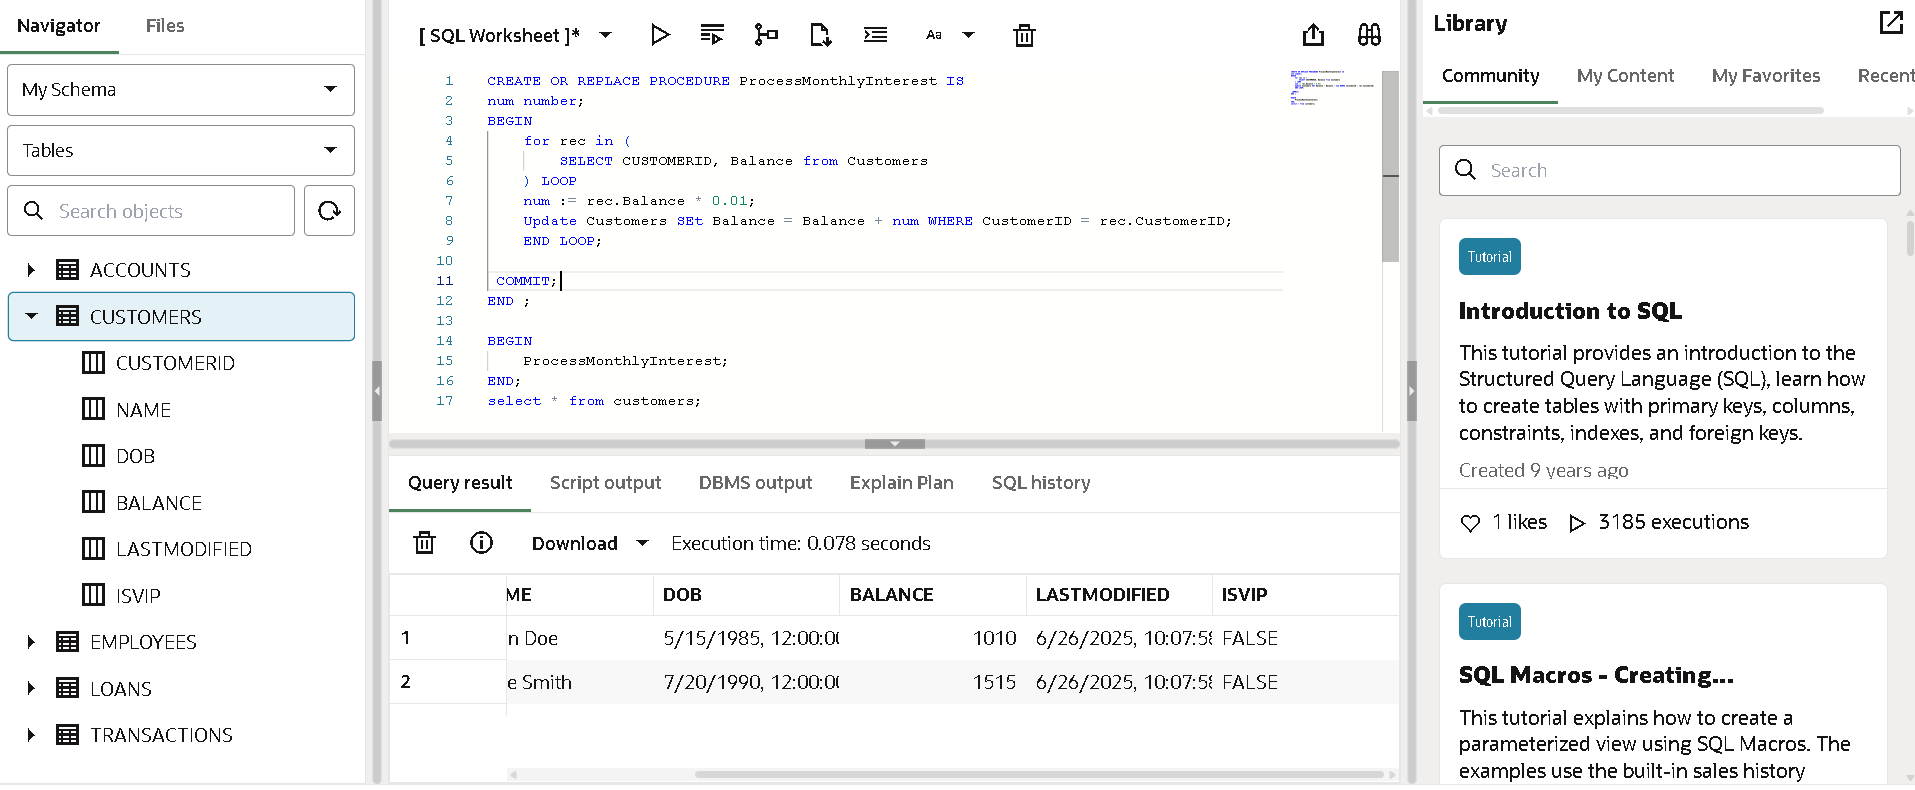 Navigator Files
My Schema
Tables
Search objects
ACCOUNTS
CUSTOMERS
CUSTOMERID
NAME
DOB
BALANCE
LASTMODIFIED
ISVIP
EMPLOYEES
LOANS
TRANSACTIONS
[ SQL Worksheet ]* Aa
1 CREATE OR REPLACE PROCEDURE ProcessMonthlyInterest IS
2 num number;
3 BEGIN
4 for rec in (
5 SELECT CUSTOMERID, Balance from Customers
6 ) LOOP
7 num := rec.Balance * 0.01;
8 Update Customers SEt Balance = Balance + num WHERE CustomerID = rec.CustomerID;
9 END LOOP;
10
11 COMMIT;
12 END ;
13
14 BEGIN
15 ProcessMonthlyInterest;
16 END;
17 select * from customers;
Query result Script output DBMS output Explain Plan SQL history
Download Execution time: 0.078 seconds
ME DOB BALANCE LASTMODIFIED ISVIP
1 n Doe 5/15/1985, 12:00:00 1010 6/26/2025, 10:07:58 FALSE
2 e Smith 7/20/1990, 12:00:00 1515 6/26/2025, 10:07:58 FALSE
Library
Community My Content My Favorites Recent
Search
Tutorial
Introduction to SQL
This tutorial provides an introduction to the
Structured Query Language (SQL), learn how
to create tables with primary keys, columns,
constraints, indexes, and foreign keys.
Created 9 years ago
1 likes 3185 executions
Tutorial
SQL Macros - Creating...
This tutorial explains how to create a
parameterized view using SQL Macros. The
examples use the built-in sales history